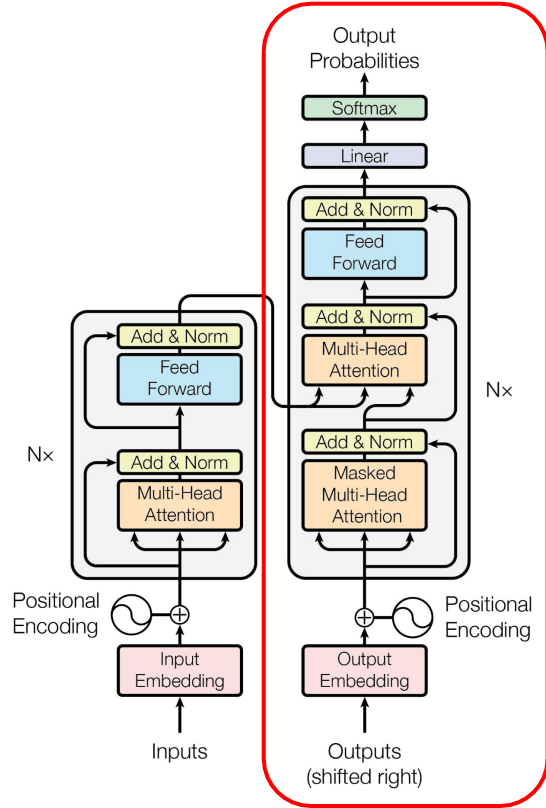 Output
Probabilities
Softmax
Linear
Add & Norm
Feed
Forward
Add & Norm
Multi-Head
Attention
Add & Norm
Masked
Multi-Head
Attention
N×
Positional
Encoding
Output
Embedding
Outputs
(shifted right)
Add & Norm
Feed
Forward
Add & Norm
Multi-Head
Attention
N×
Positional
Encoding
Input
Embedding
Inputs